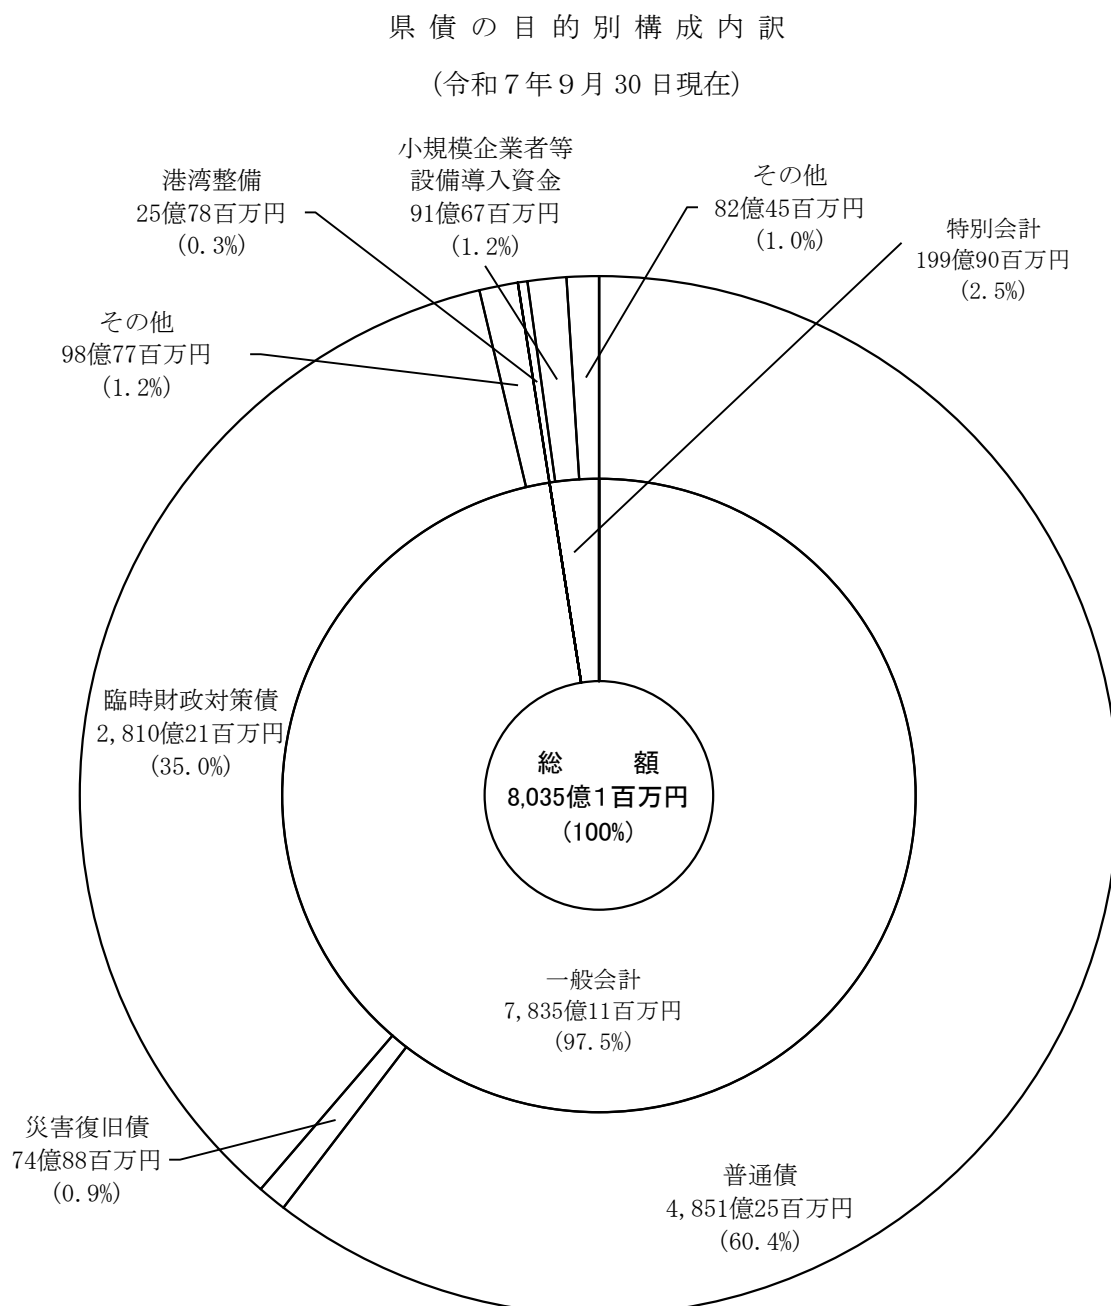 県債の目的別構成内訳
(令和７年９月 30 日現在)
小規模企業者等
設備導入資金
91億67百万円
(1.2%)
港湾整備
25億78百万円
(0.3%)
その他
82億45百万円
(1.0%)
特別会計
199億90百万円
(2.5%)
その他
98億77百万円
(1.2%)
臨時財政対策債
2,810億21百万円
(35.0%)
総　額
8,035億１百万円
(100%)
一般会計
7,835億11百万円
(97.5%)
災害復旧債
74億88百万円
(0.9%)
普通債
4,851億25百万円
(60.4%)